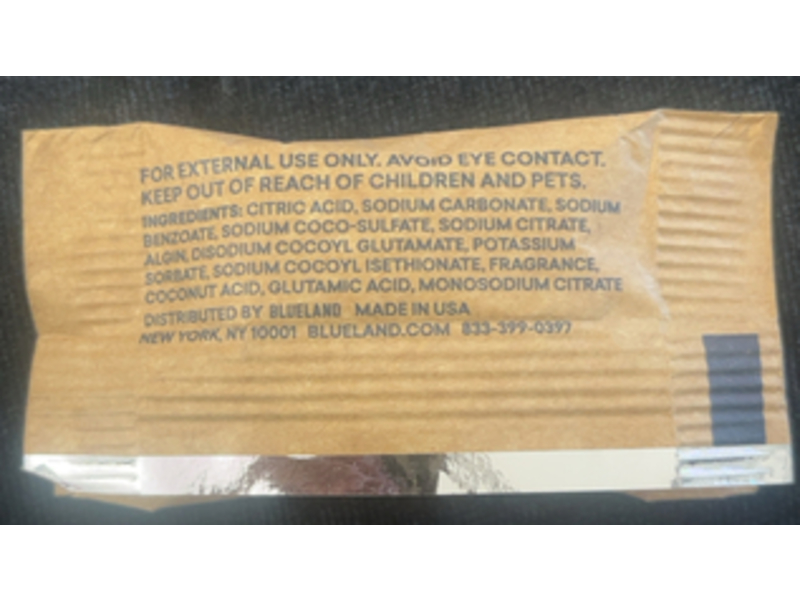 FOR EXTERNAL USE ONLY. AVOID EYE CONTACT.
KEEP OUT OF REACH OF CHILDREN AND PETS.
INGREDIENTS: CITRIC ACID, SODIUM CARBONATE, SODIUM
BENZOATE, SODIUM COCO-SULFATE, SODIUM CITRATE,
ALGIN, DISODIUM COCOYL GLUTAMATE, POTASSIUM
SORBATE, SODIUM COCOYL ISETHIONATE, FRAGRANCE,
COCONUT ACID, GLUTAMIC ACID, MONOSODIUM CITRATE
DISTRIBUTED BY BLUELAND MADE IN USA
NEW YORK, NY 10001 BLUELAND.COM 833-399-0397